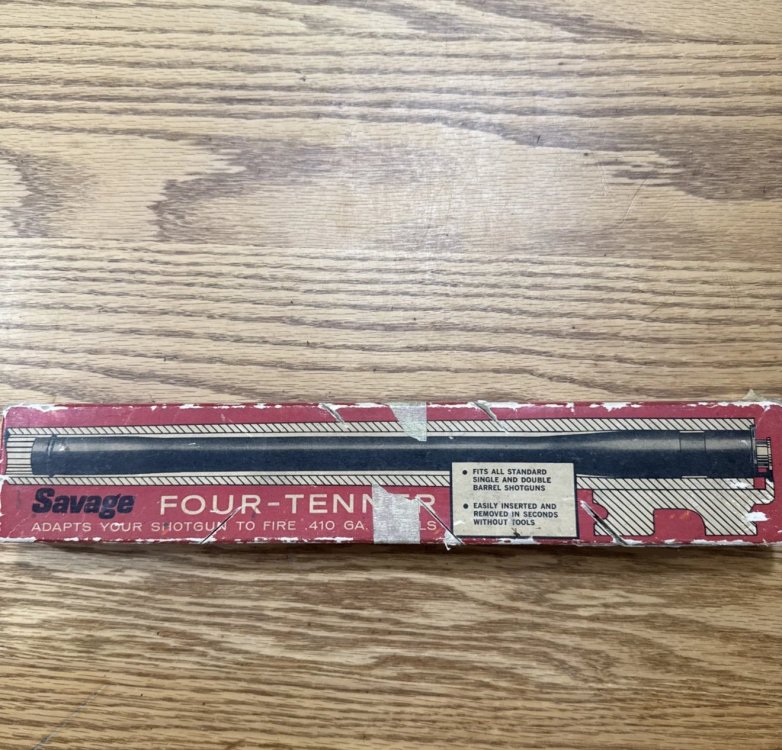 Savage FOUR-TENNER
ADAPTS YOUR SHOTGUN TO FIRE .410 GA.
• FITS ALL STANDARD
SINGLE AND DOUBLE
BARREL SHOTGUNS
• EASILY INSERTED AND
REMOVED IN SECONDS
WITHOUT TOOLS